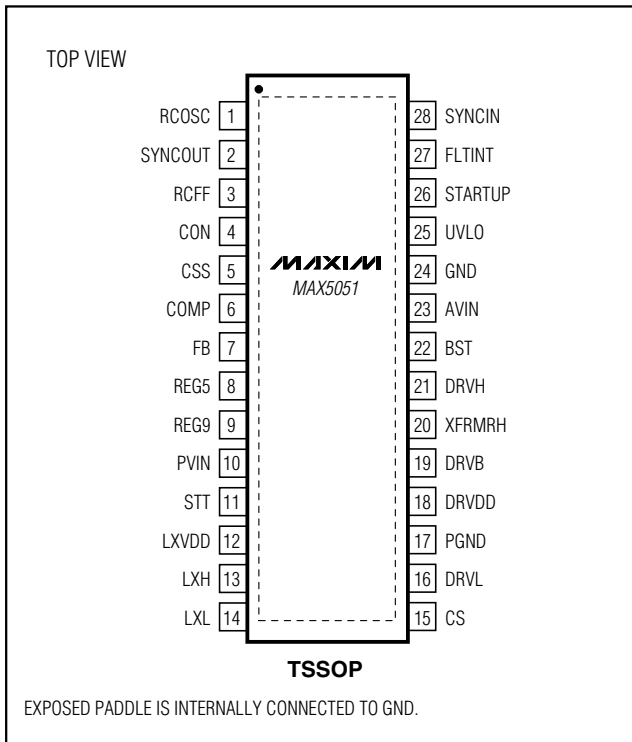 TOP VIEW
RCOSC 1
SYNCOUT 2
RCFF 3
CON 4
CSS 5
COMP 6
FB 7
REG5 8
REG9 9
PVIN 10
STT 11
LXVDD 12
LXH 13
LXL 14
MAXIM
MAX5051
28 SYNCIN
27 FLTINT
26 STARTUP
25 UVLO
24 GND
23 AVIN
22 BST
21 DRVH
20 XFRMRH
19 DRVB
18 DRVDD
17 PGND
16 DRVL
15 CS
TSSOP
EXPOSED PADDLE IS INTERNALLY CONNECTED TO GND.